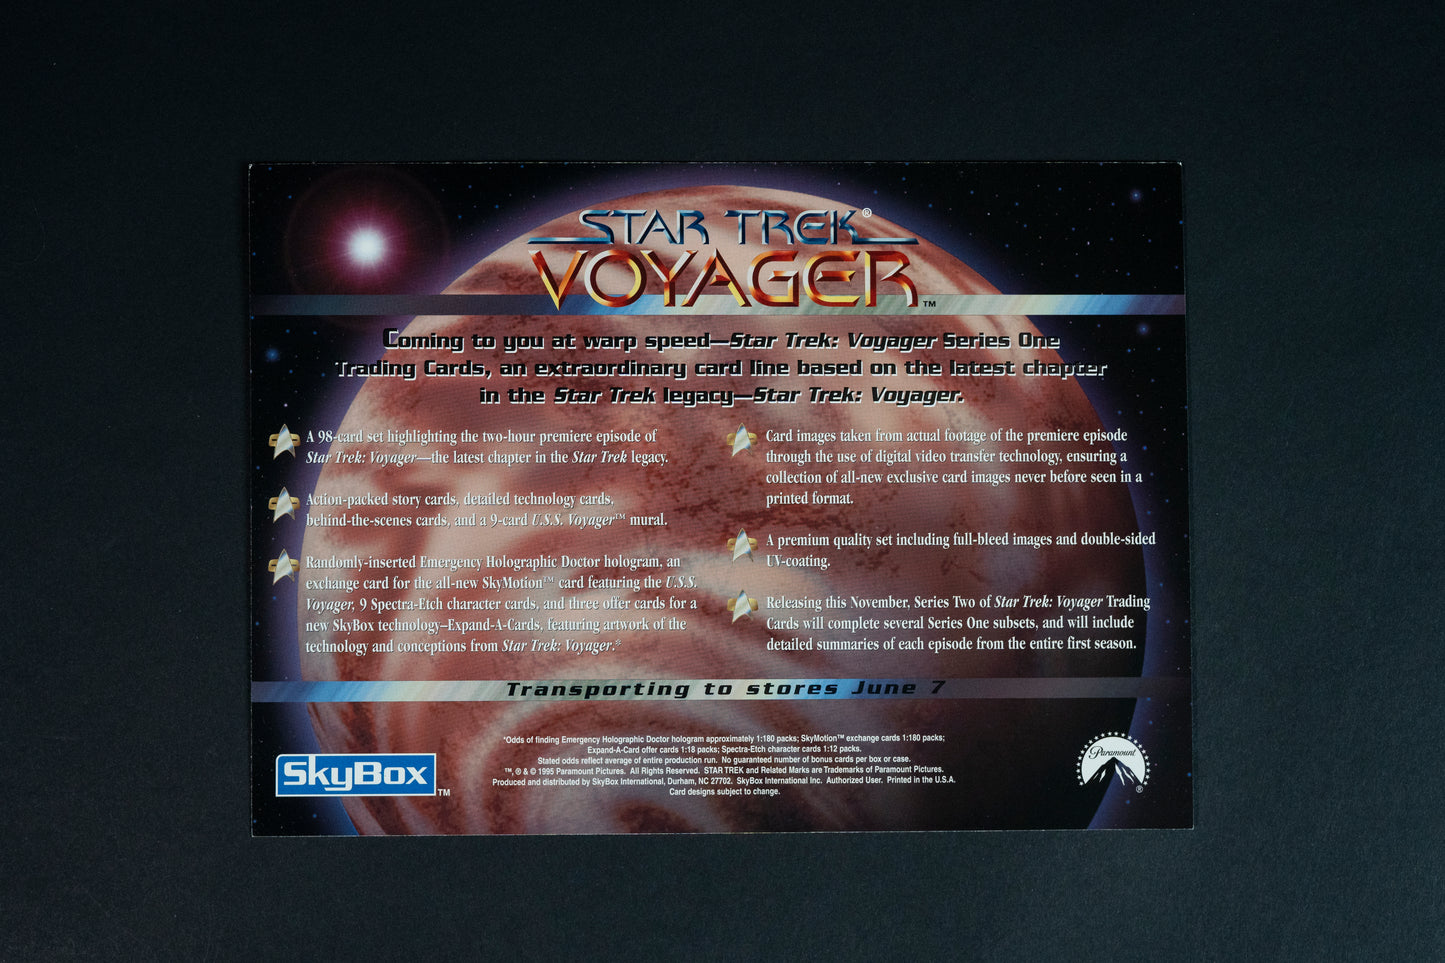 STAR TREK®
VOYAGER™
Coming to you at warp speed—Star Trek: Voyager Series One
Trading Cards, an extraordinary card line based on the latest chapter
in the Star Trek legacy—Star Trek: Voyager.
A 98-card set highlighting the two-hour premiere episode of
Star Trek: Voyager—the latest chapter in the Star Trek legacy.
Action-packed story cards, detailed technology cards,
behind-the-scenes cards, and a 9-card U.S.S. Voyager™ mural.
Randomly-inserted Emergency Holographic Doctor hologram, an
exchange card for the all-new SkyMotion™ card featuring the U.S.S.
Voyager, 9 Spectra-Etch character cards, and three offer cards for a
new SkyBox technology–Expand-A-Cards, featuring artwork of the
technology and conceptions from Star Trek: Voyager.*
Card images taken from actual footage of the premiere episode
through the use of digital video transfer technology, ensuring a
collection of all-new exclusive card images never before seen in a
printed format.
A premium quality set including full-bleed images and double-sided
UV-coating.
Releasing this November, Series Two of Star Trek: Voyager Trading
Cards will complete several Series One subsets, and will include
detailed summaries of each episode from the entire first season.
Transporting to stores June 7
*Odds of finding Emergency Holographic Doctor hologram approximately 1:180 packs; SkyMotion™ exchange cards 1:180 packs;
Expand-A-Card offer cards 1:18 packs; Spectra-Etch character cards 1:12 packs.
Stated odds reflect average of entire production run. No guaranteed number of bonus cards per box or case.
™, ® & © 1995 Paramount Pictures. All Rights Reserved. STAR TREK and Related Marks are Trademarks of Paramount Pictures.
Produced and distributed by SkyBox International, Durham, NC 27702. SkyBox International Inc. Authorized User. Printed in the U.S.A.
Card designs subject to change.
SkyBox™
Paramount®